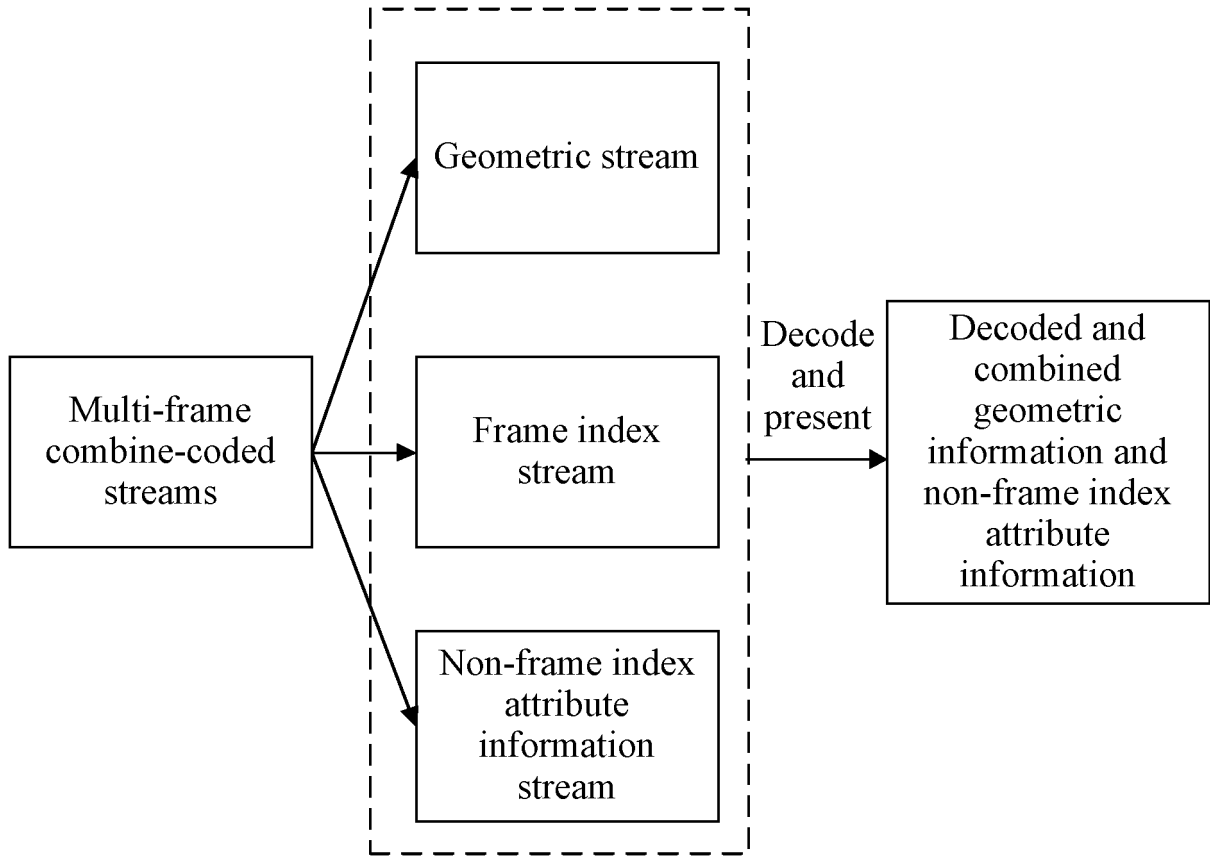 Multi-frame
combine-coded
streams
Geometric stream
Frame index
stream
Non-frame index
attribute
information
stream
Decode
and
present
Decoded and
combined
geometric
information and
non-frame index
attribute
information